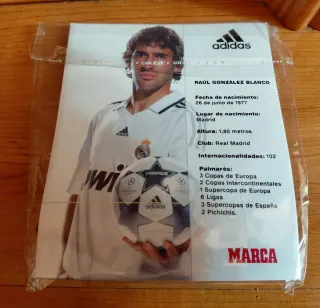 adidas
RAÚL GONZÁLEZ BLANCO
Fecha de nacimiento:
26 de junio de 1977
Lugar de nacimiento:
Madrid
Altura: 1,80 metros
Club: Real Madrid
Internacionalidades: 102
Palmarés:
3 Copas de Europa
2 Copas Intercontinentales
1 Supercopa de Europa
6 Ligas
3 Supercopas de España
2 Pichichis.
MARCA
adidas